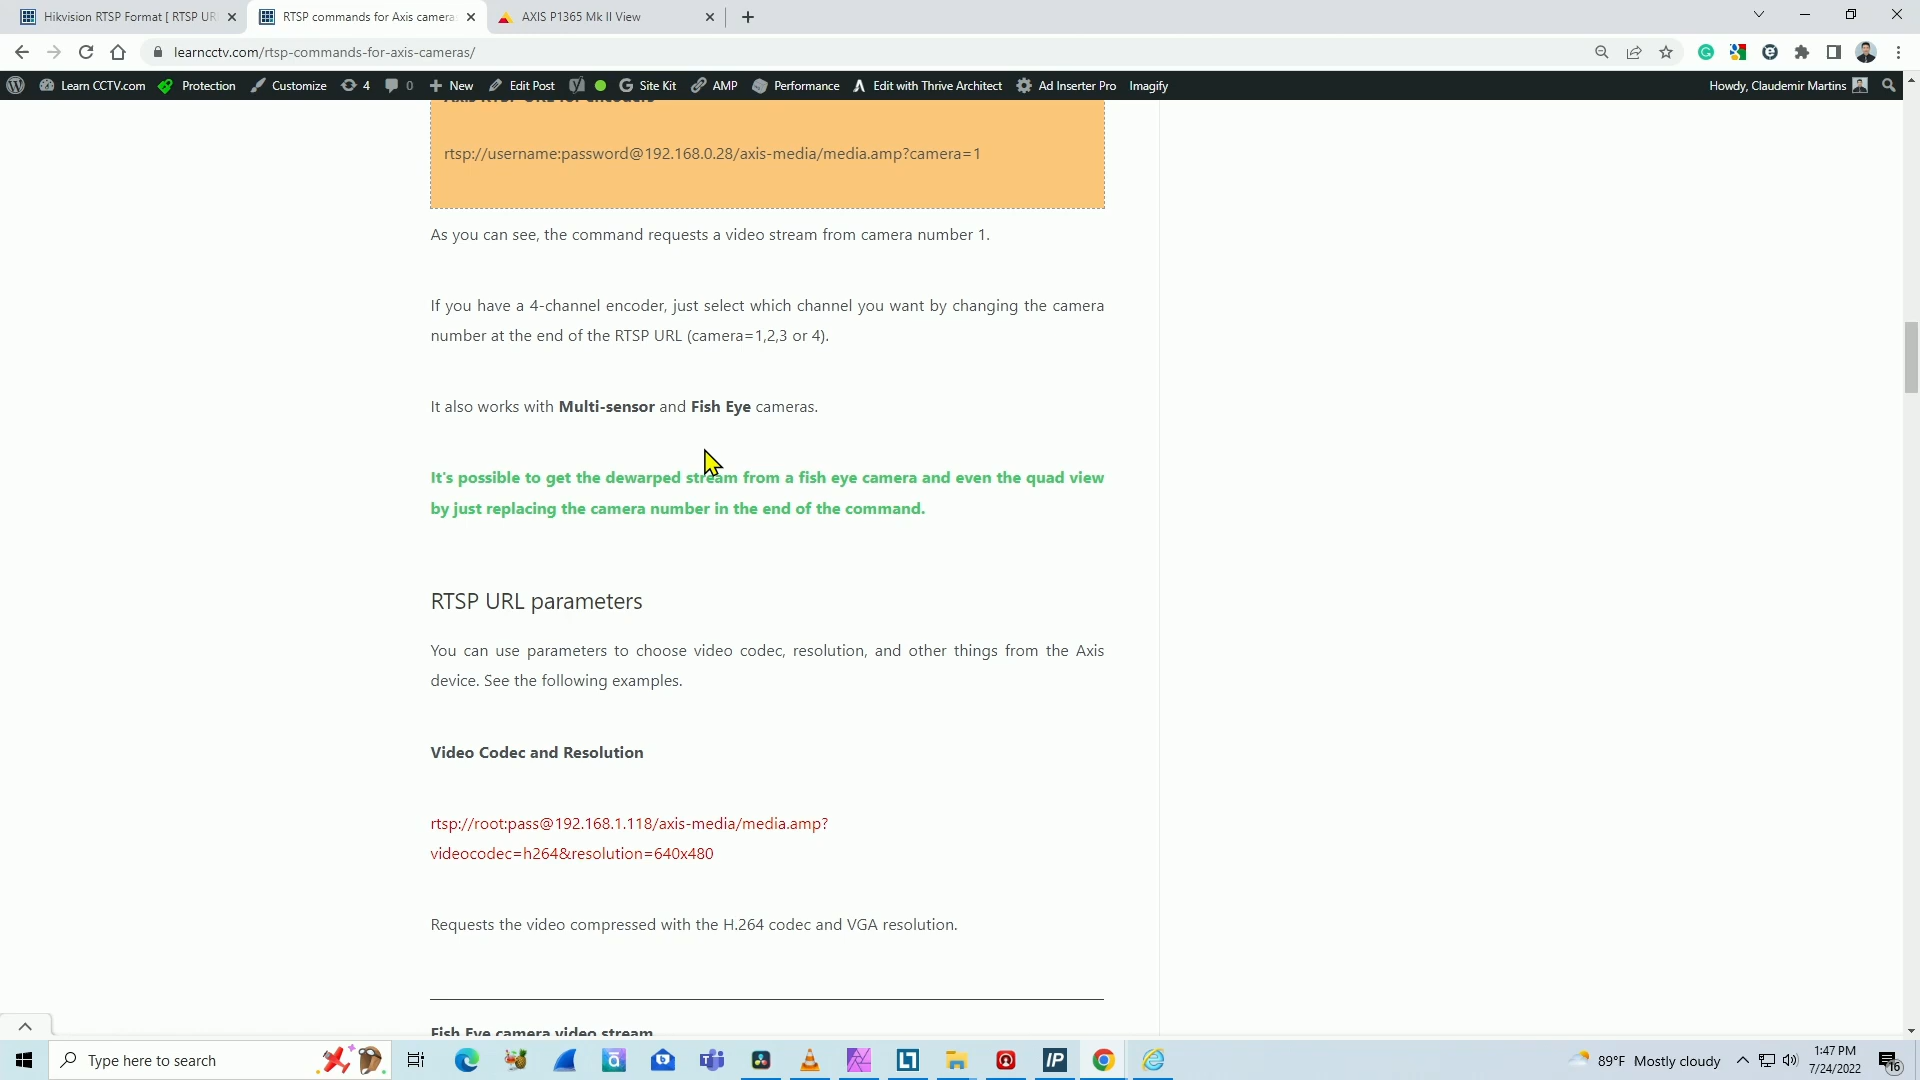 Hikvision RTSP Format [ RTSP UR
RTSP commands for Axis camera
AXIS P1365 Mk II View
learncctv.com/rtsp-commands-for-axis-cameras/
Learn CCTV.com
Protection
Customize
4
0
New
Edit Post
Site Kit
AMP
Performance
Edit with Thrive Architect
Ad Inserter Pro
Imagify
Howdy, Claudemir Martins
Axis RTSP URL for encoders
rtsp://username:password@192.168.0.28/axis-media/media.amp?camera=1
As you can see, the command requests a video stream from camera number 1.
If you have a 4-channel encoder, just select which channel you want by changing the camera
number at the end of the RTSP URL (camera=1,2,3 or 4).
It also works with Multi-sensor and Fish Eye cameras.
It's possible to get the dewarped stream from a fish eye camera and even the quad view
by just replacing the camera number in the end of the command.
RTSP URL parameters
You can use parameters to choose video codec, resolution, and other things from the Axis
device. See the following examples.
Video Codec and Resolution
rtsp://root:pass@192.168.1.118/axis-media/media.amp?
videocodec=h264&resolution=640x480
Requests the video compressed with the H.264 codec and VGA resolution.
Fish Eye camera video stream
Type here to search
IP
89°F Mostly cloudy
1:47 PM
7/24/2022
16